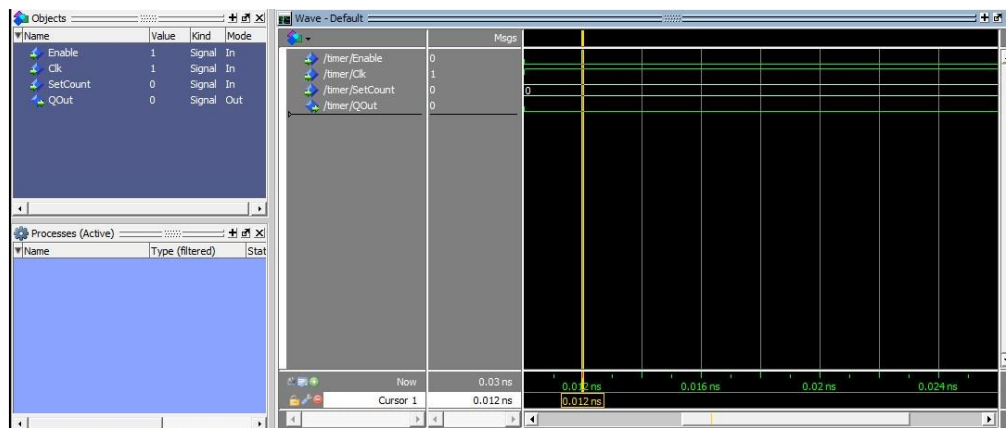 Objects
Name Value Kind Mode
Enable 1 Signal In
Clk 1 Signal In
SetCount 0 Signal In
QOut 0 Signal Out
Processes (Active)
Name Type (filtered) Stat
Wave - Default
Msgs
/timer/Enable 0
/timer/Clk 1
/timer/SetCount 0 0
/timer/QOut 0
Now 0.03 ns 0.012 ns 0.016 ns 0.02 ns 0.024 ns
Cursor 1 0.012 ns 0.012 ns